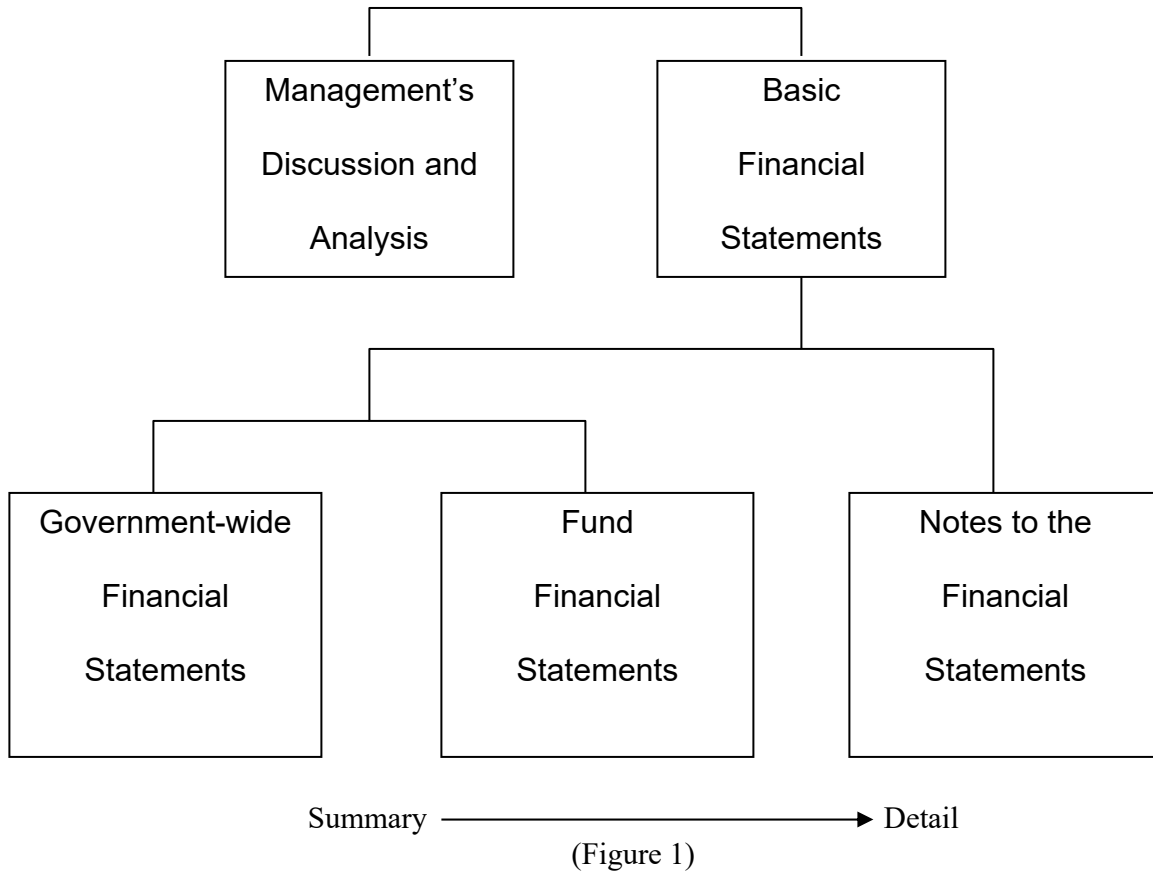 Management’s
Discussion and
Analysis
Basic
Financial
Statements
Government-wide
Financial
Statements
Fund
Financial
Statements
Notes to the
Financial
Statements
Summary
Detail
(Figure 1)